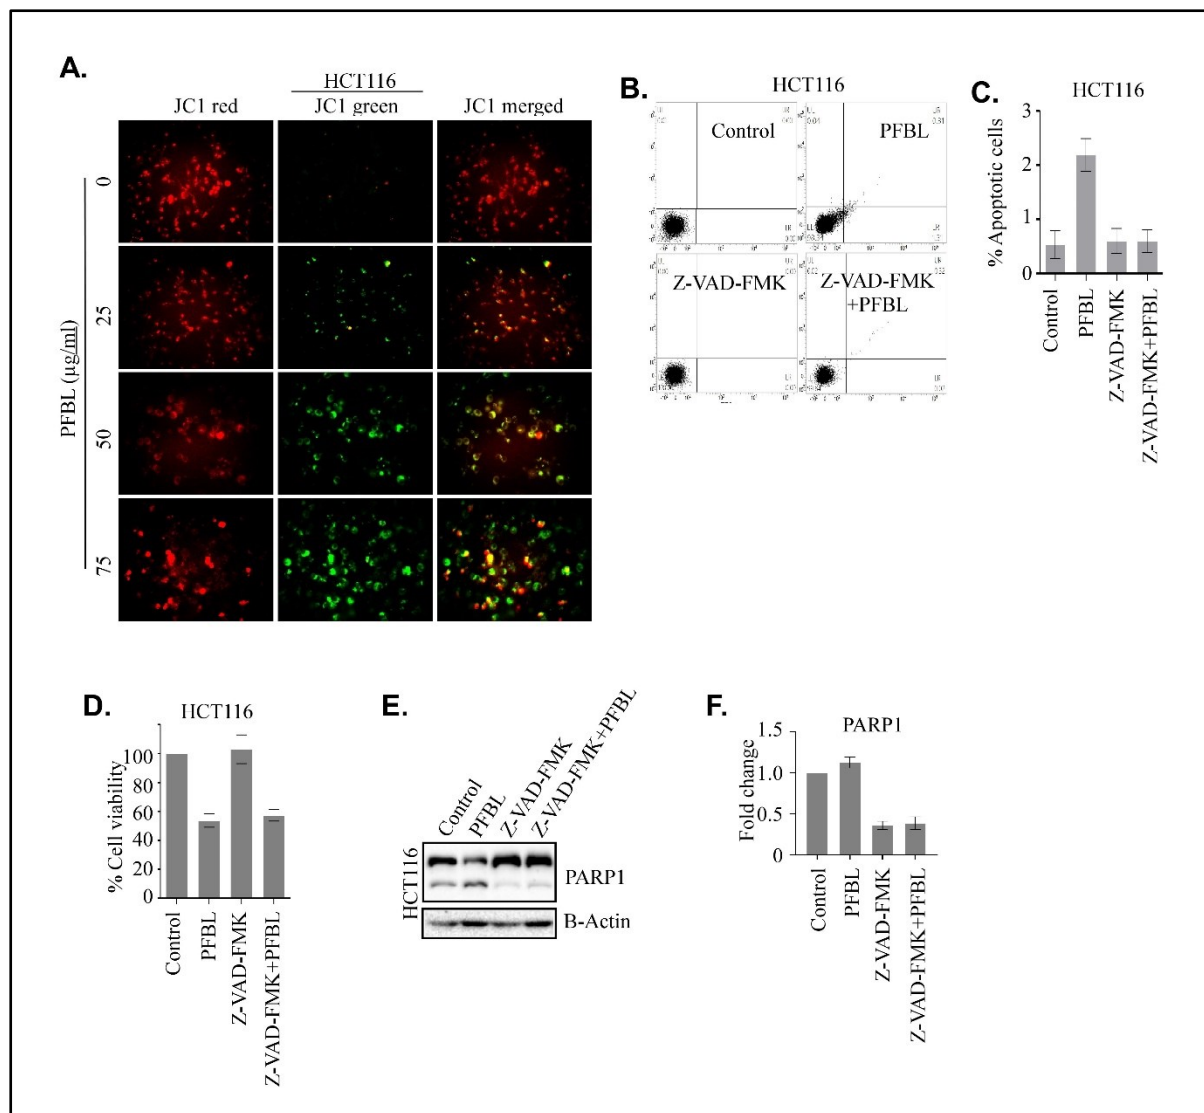 A.
HCT116
JC1 red
JC1 green
JC1 merged
PFBL (µg/ml)
0
25
50
75
B.
HCT116
Control
PFBL
Z-VAD-FMK
Z-VAD-FMK
+PFBL
C.
HCT116
% Apoptotic cells
3
2
1
0
Control
PFBL
Z-VAD-FMK
Z-VAD-FMK+PFBL
D.
HCT116
% Cell viability
100
80
60
40
20
0
Control
PFBL
Z-VAD-FMK
Z-VAD-FMK+PFBL
E.
Control
PFBL
Z-VAD-FMK
Z-VAD-FMK+PFBL
HCT116
PARP1
B-Actin
F.
PARP1
Fold change
1.5
1.0
0.5
0
Control
PFBL
Z-VAD-FMK
Z-VAD-FMK+PFBL